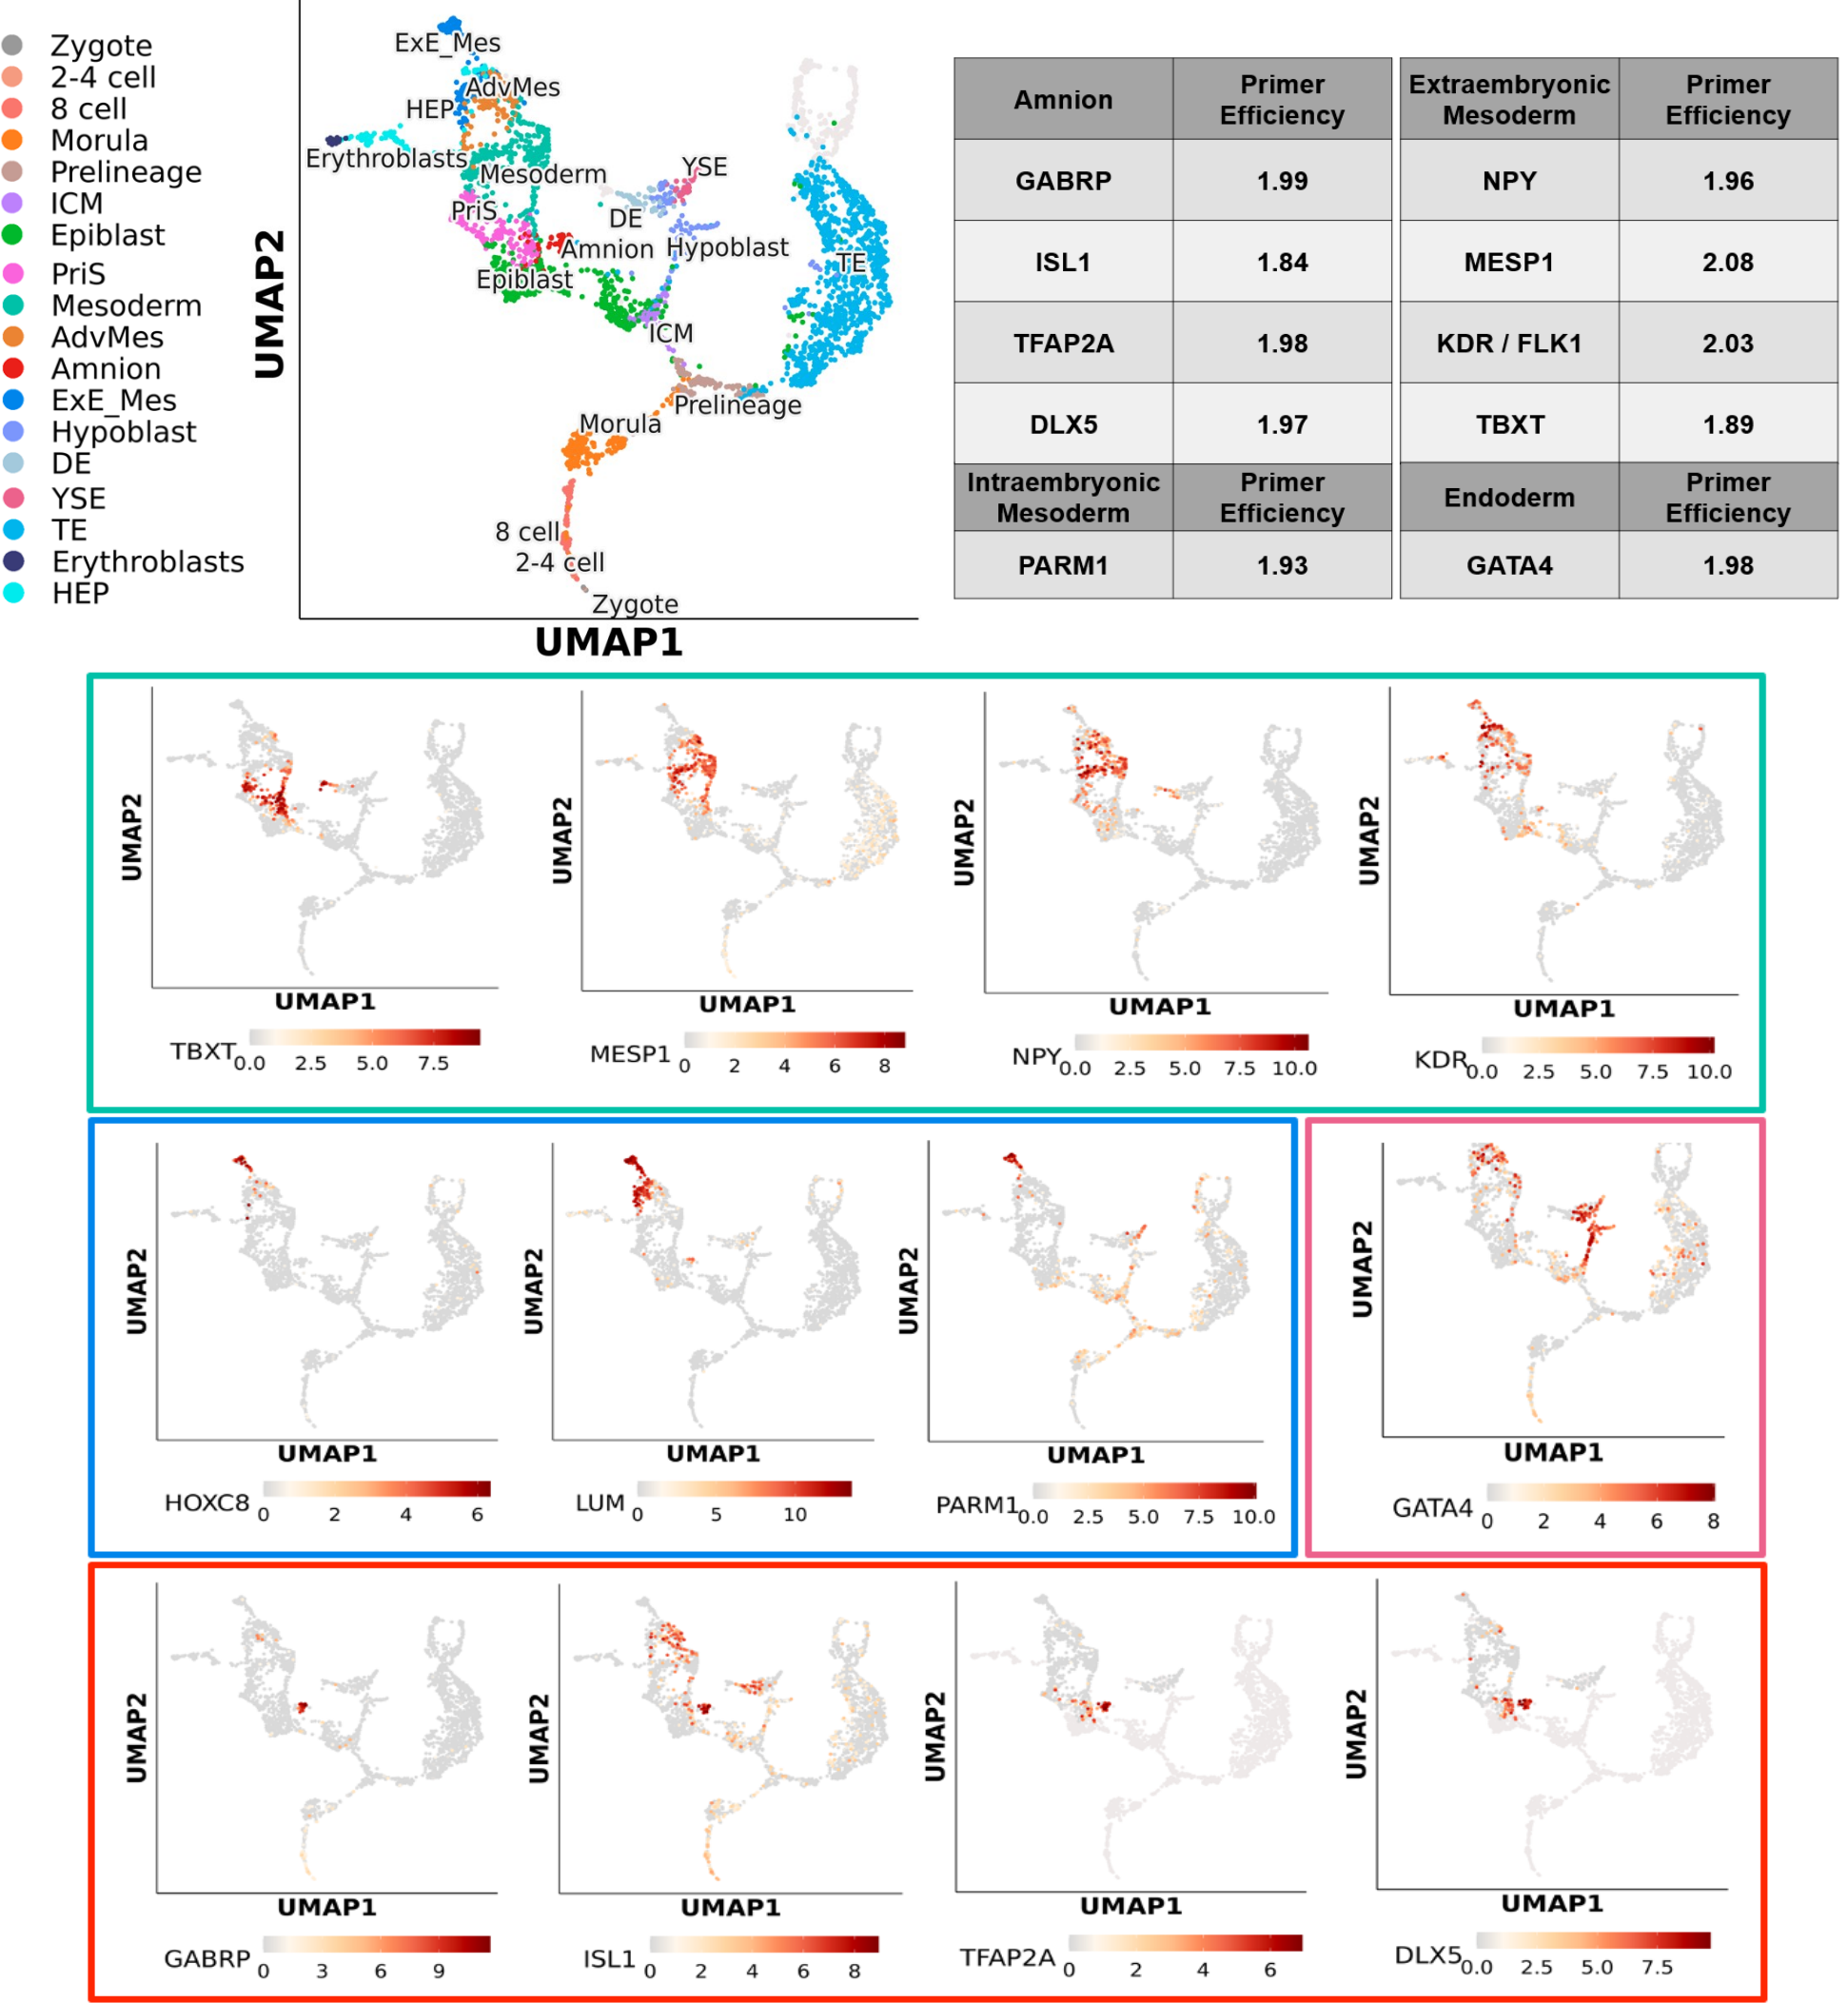 Zygote
2-4 cell
8 cell
Morula
Prelineage
ICM
Epiblast
PriS
Mesoderm
AdvMes
Amnion
ExE_Mes
Hypoblast
DE
YSE
TE
Erythroblasts
HEP
UMAP2
ExE_Mes
AdvMes
HEP
Erythroblasts
Mesoderm
YSE
PriS
DE
Amnion
Hypoblast
TE
Epiblast
ICM
Prelineage
Morula
8 cell
2-4 cell
Zygote
UMAP1
Amnion
Primer
Efficiency
Extraembryonic
Mesoderm
Primer
Efficiency
GABRP 1.99 NPY 1.96
ISL1 1.84 MESP1 2.08
TFAP2A 1.98 KDR / FLK1 2.03
DLX5 1.97 TBXT 1.89
Intraembryonic
Mesoderm
Primer
Efficiency
Endoderm
Primer
Efficiency
PARM1 1.93 GATA4 1.98
UMAP2
UMAP1
TBXT
0.0 2.5 5.0 7.5
UMAP2
UMAP1
MESP1
0 2 4 6 8
UMAP2
UMAP1
NPY
0.0 2.5 5.0 7.5 10.0
UMAP2
UMAP1
KDR
0.0 2.5 5.0 7.5 10.0
UMAP2
UMAP1
HOXC8
0 2 4 6
UMAP2
UMAP1
LUM
0 5 10
UMAP2
UMAP1
PARM1
0.0 2.5 5.0 7.5 10.0
UMAP2
UMAP1
GATA4
0 2 4 6 8
UMAP2
UMAP1
GABRP
0 3 6 9
UMAP2
UMAP1
ISL1
0 2 4 6 8
UMAP2
UMAP1
TFAP2A
0 2 4 6
UMAP2
UMAP1
DLX5
0.0 2.5 5.0 7.5